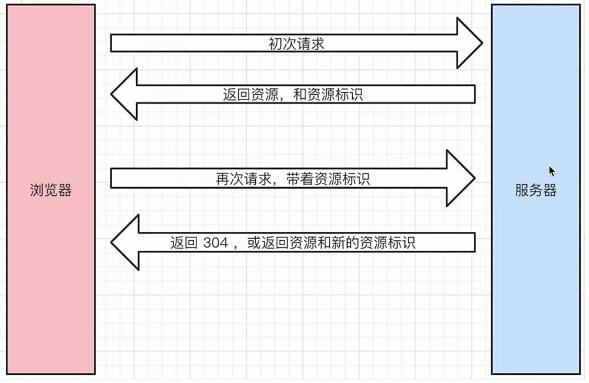 初次请求
返回资源，和资源标识
再次请求，带着资源标识
浏览器
服务器
返回 304 ，或返回资源和新的资源标识